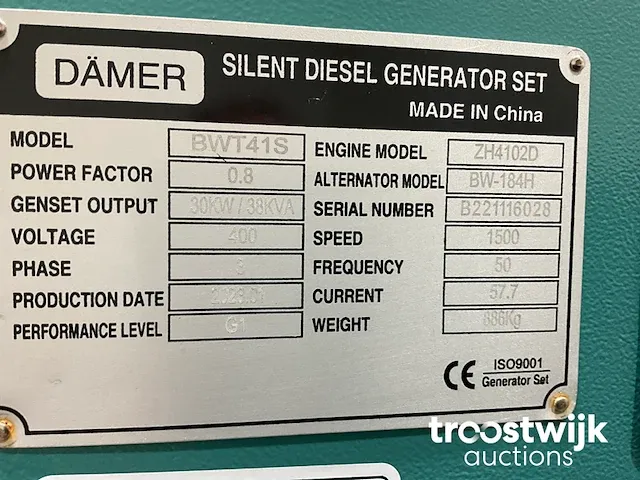 DÄMER
SILENT DIESEL GENERATOR SET
MADE IN China
MODEL BWT41S
POWER FACTOR 0.8
GENSET OUTPUT 30KW/38KVA
VOLTAGE 400
PHASE 3
PRODUCTION DATE 2023.01
PERFORMANCE LEVEL G1
ENGINE MODEL ZH4102D
ALTERNATOR MODEL BW-184H
SERIAL NUMBER B221116028
SPEED 1500
FREQUENCY 50
CURRENT 57.7
WEIGHT 886Kg
CE ISO9001
Generator Set
troostwijk
auctions